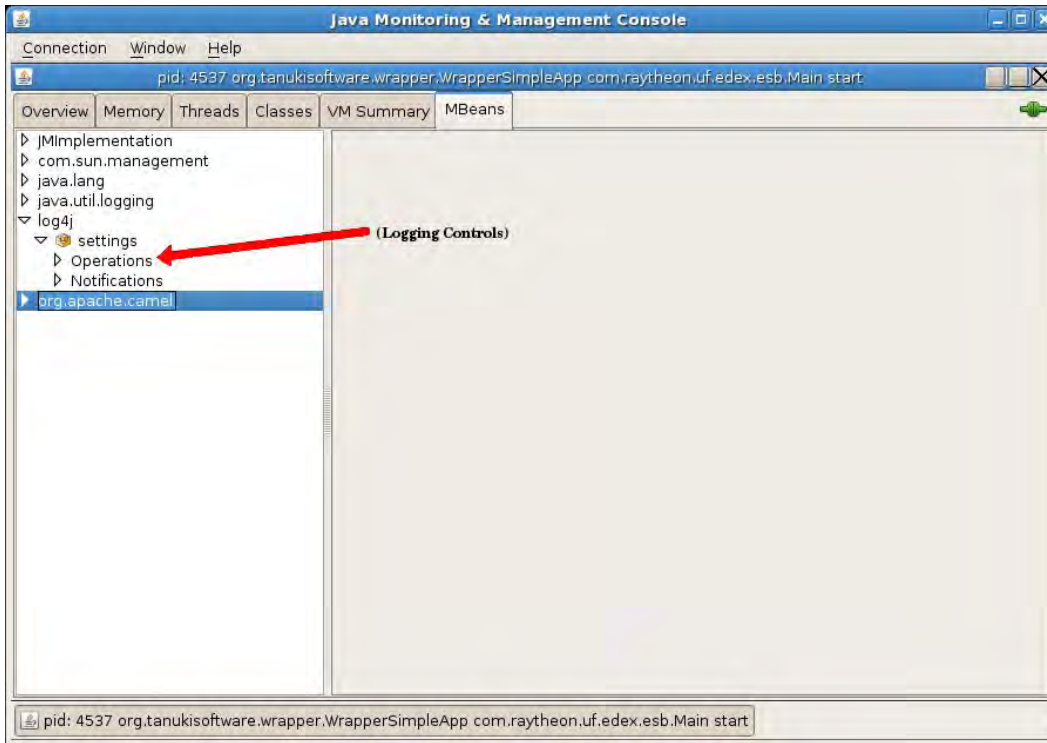 Java Monitoring & Management Console
Connection Window Help
pid: 4537 org.tanukisoftware.wrapper.WrapperSimpleApp com.raytheon.uf.edex.esb.Main start
Overview Memory Threads Classes VM Summary MBeans
JMImplementation
com.sun.management
java.lang
java.util.logging
log4j
settings
(Logging Controls)
Operations
Notifications
org.apache.camel
pid: 4537 org.tanukisoftware.wrapper.WrapperSimpleApp com.raytheon.uf.edex.esb.Main start